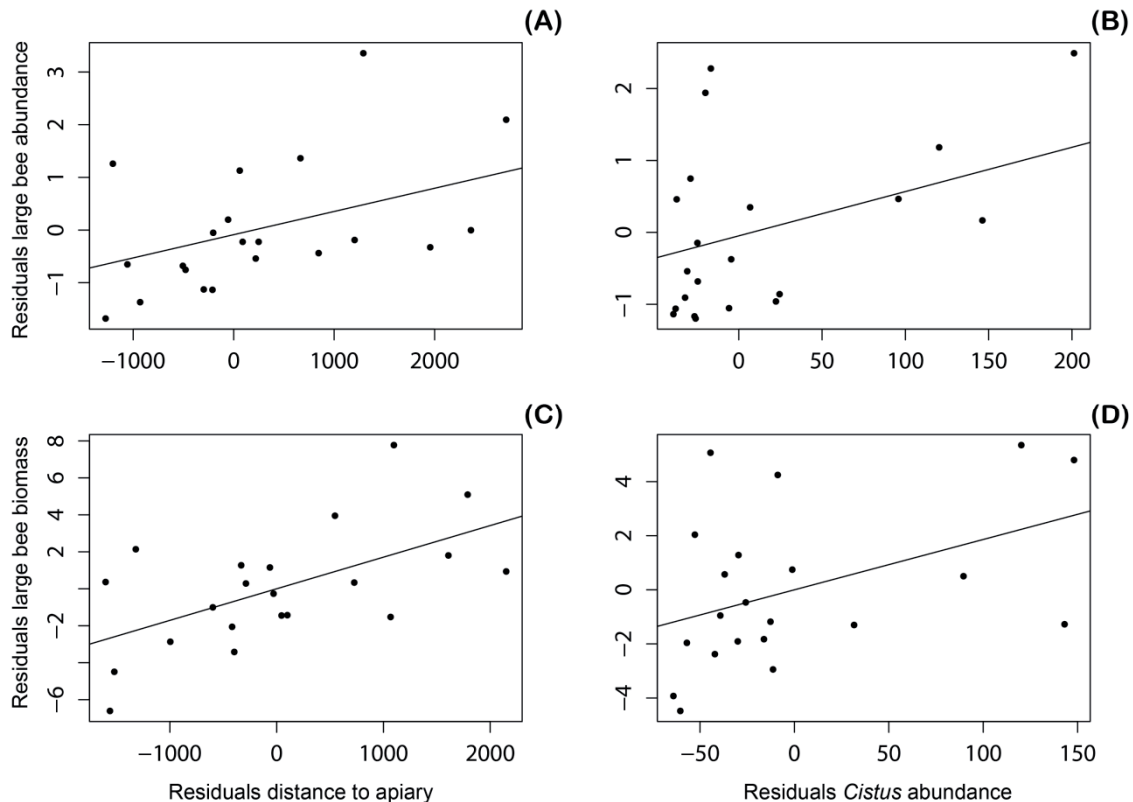 (A)
Residuals large bee abundance
3
2
1
0
−1
−1000 0 1000 2000
(B)
2
1
0
−1
0 50 100 150 200
(C)
Residuals large bee biomass
8
6
4
2
−2
−6
−1000 0 1000 2000
Residuals distance to apiary
(D)
4
2
0
−2
−4
−50 0 50 100 150
Residuals Cistus abundance